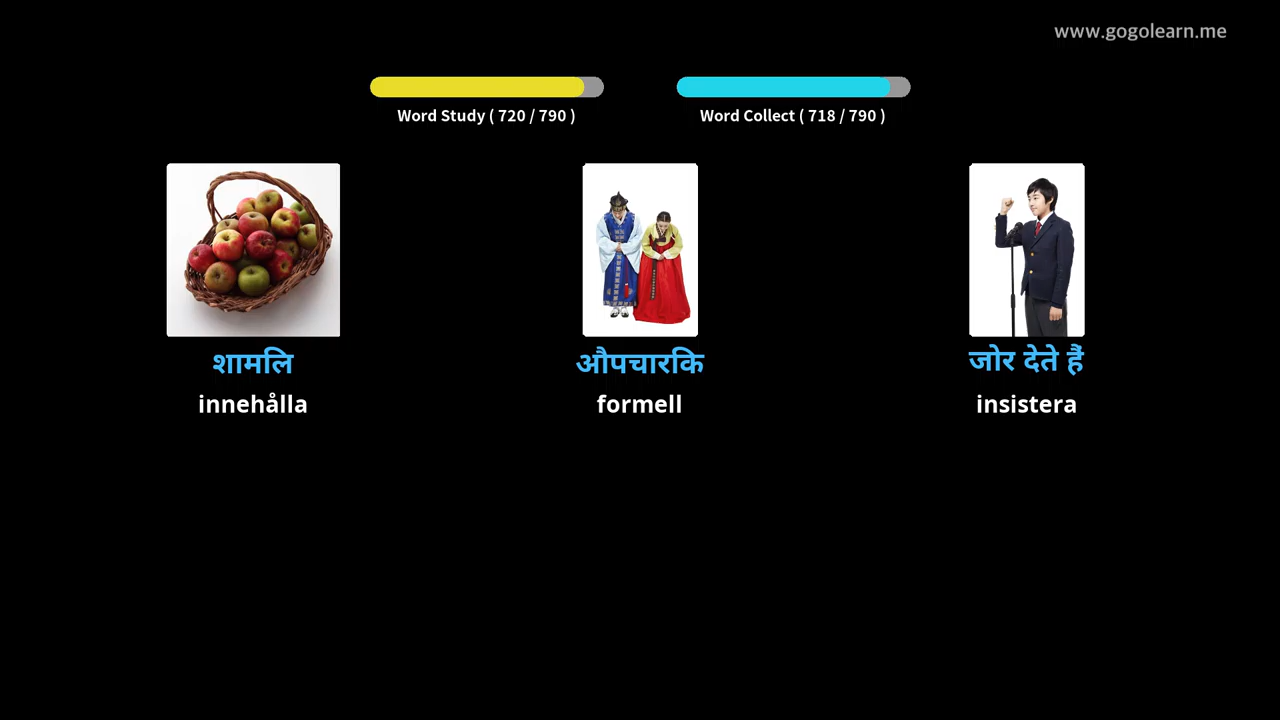 www.gogolearn.me
Word Study ( 720 / 790 )
Word Collect ( 718 / 790 )
शामलि
औपचारकि
जोर देते हैं
innehålla
formell
insistera